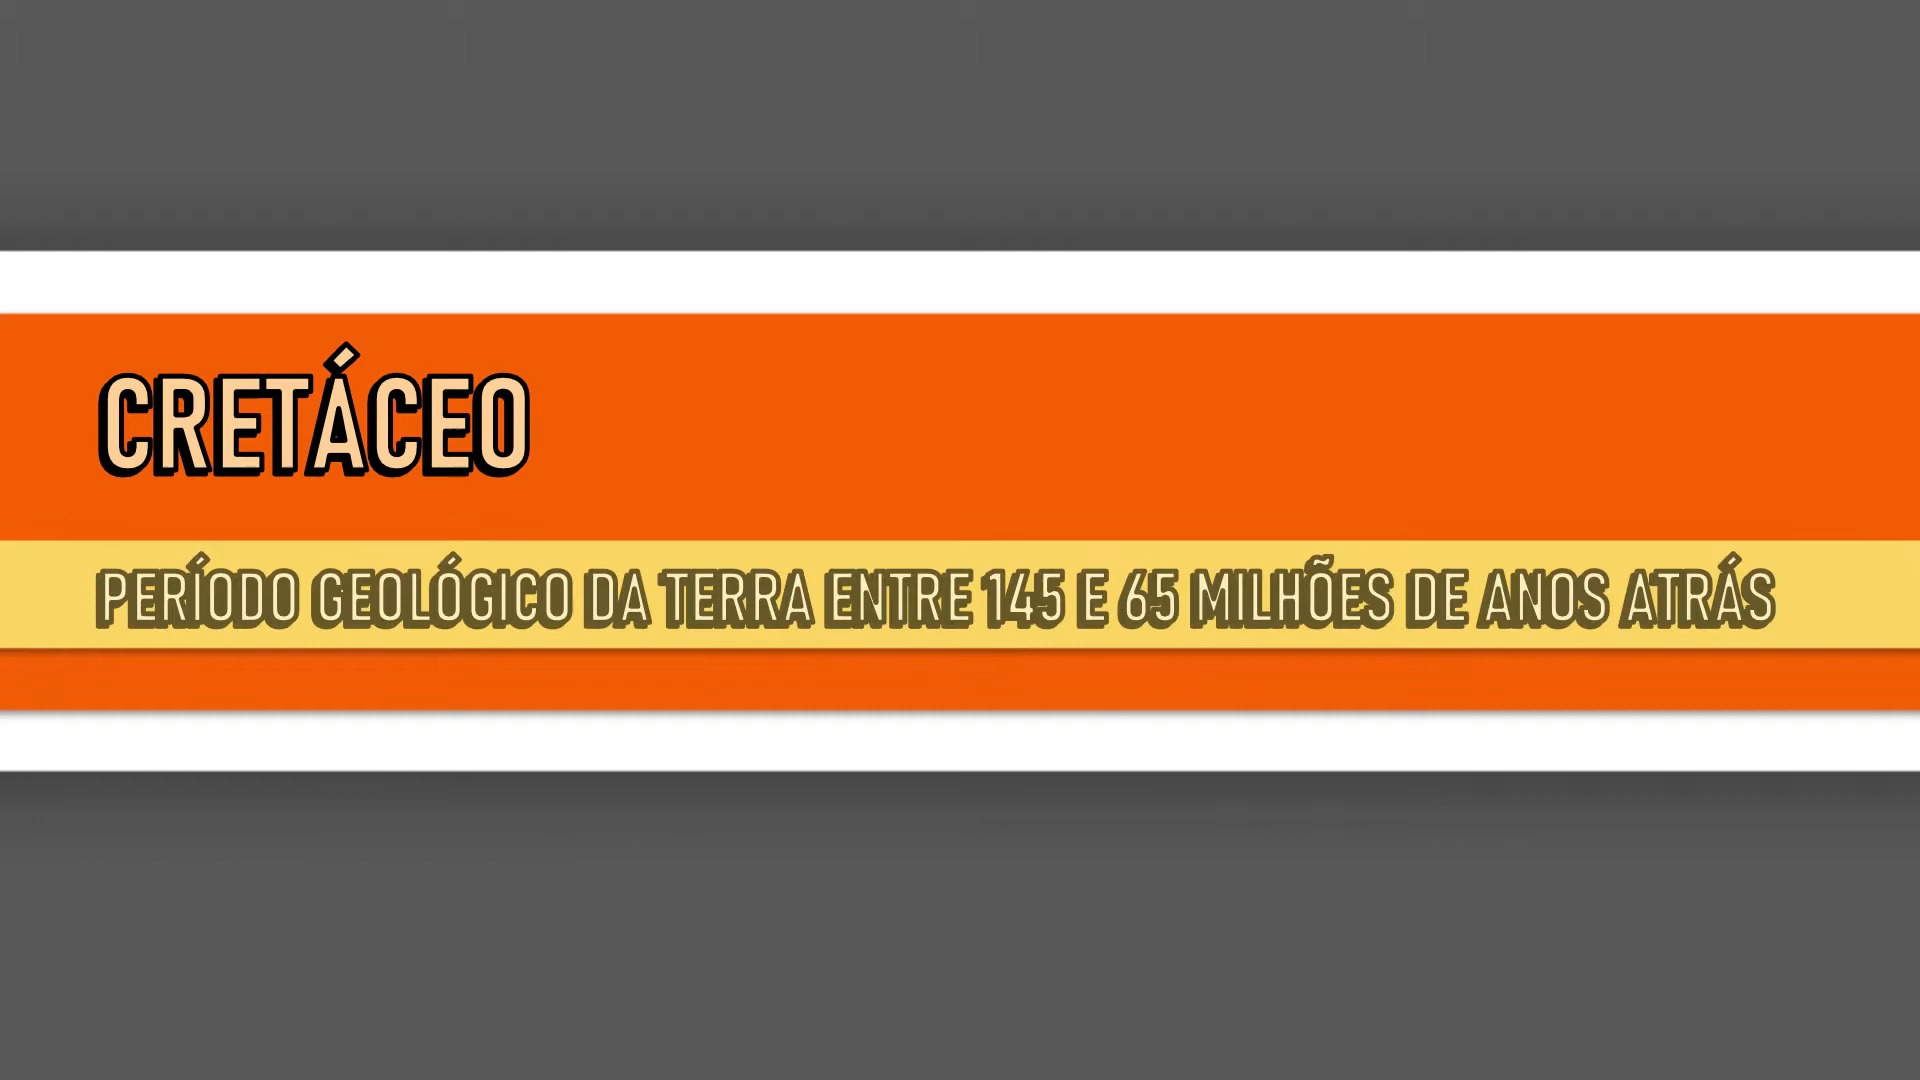 CRETÁCEO
PERÍODO GEOLÓGICO DA TERRA ENTRE 145 E 65 MILHÕES DE ANOS ATRÁS